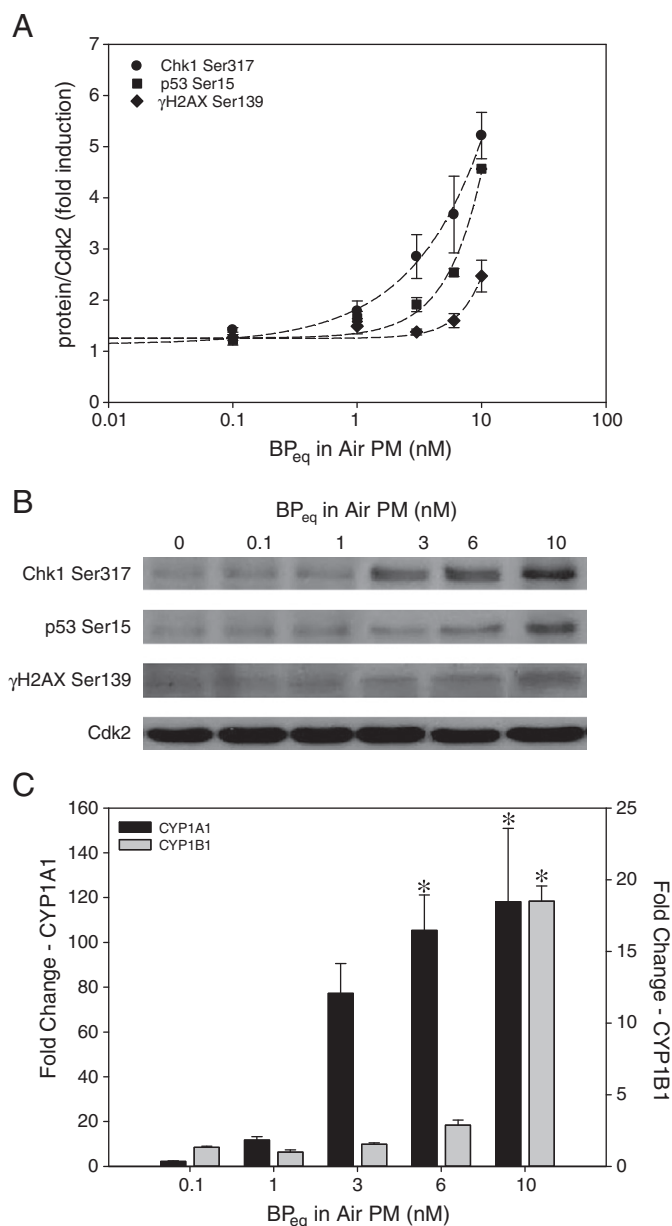 A
7
6
5
4
3
2
1
0
protein/Cdk2 (fold induction)
Chk1 Ser317
p53 Ser15
γH2AX Ser139
0.01 0.1 1 10 100
BPeq in Air PM (nM)
B
BPeq in Air PM (nM)
0 0.1 1 3 6 10
Chk1 Ser317
p53 Ser15
γH2AX Ser139
Cdk2
C
160
140
120
100
80
60
40
20
0
Fold Change - CYP1A1
CYP1A1
CYP1B1
* * *
25
20
15
10
5
0
Fold Change - CYP1B1
0.1 1 3 6 10
BPeq in Air PM (nM)